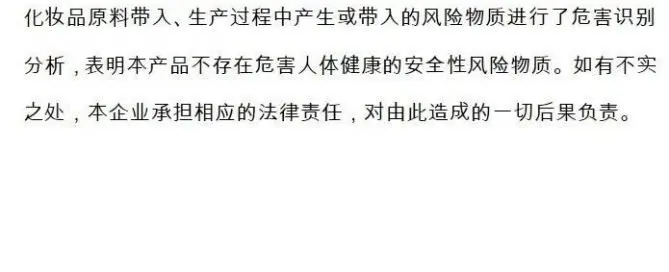 化妆品原料带入、生产过程中产生或带入的风险物质进行了危害识别
分析，表明本产品不存在危害人体健康的安全性风险物质。如有不实
之处，本企业承担相应的法律责任，对由此造成的一切后果负责。